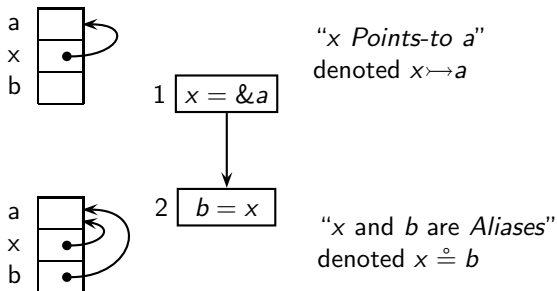 a
x
b
1 x = &a
“x Points-to a”
denoted x↣a
2 b = x
a
x
b
“x and b are Aliases”
denoted x ≗ b